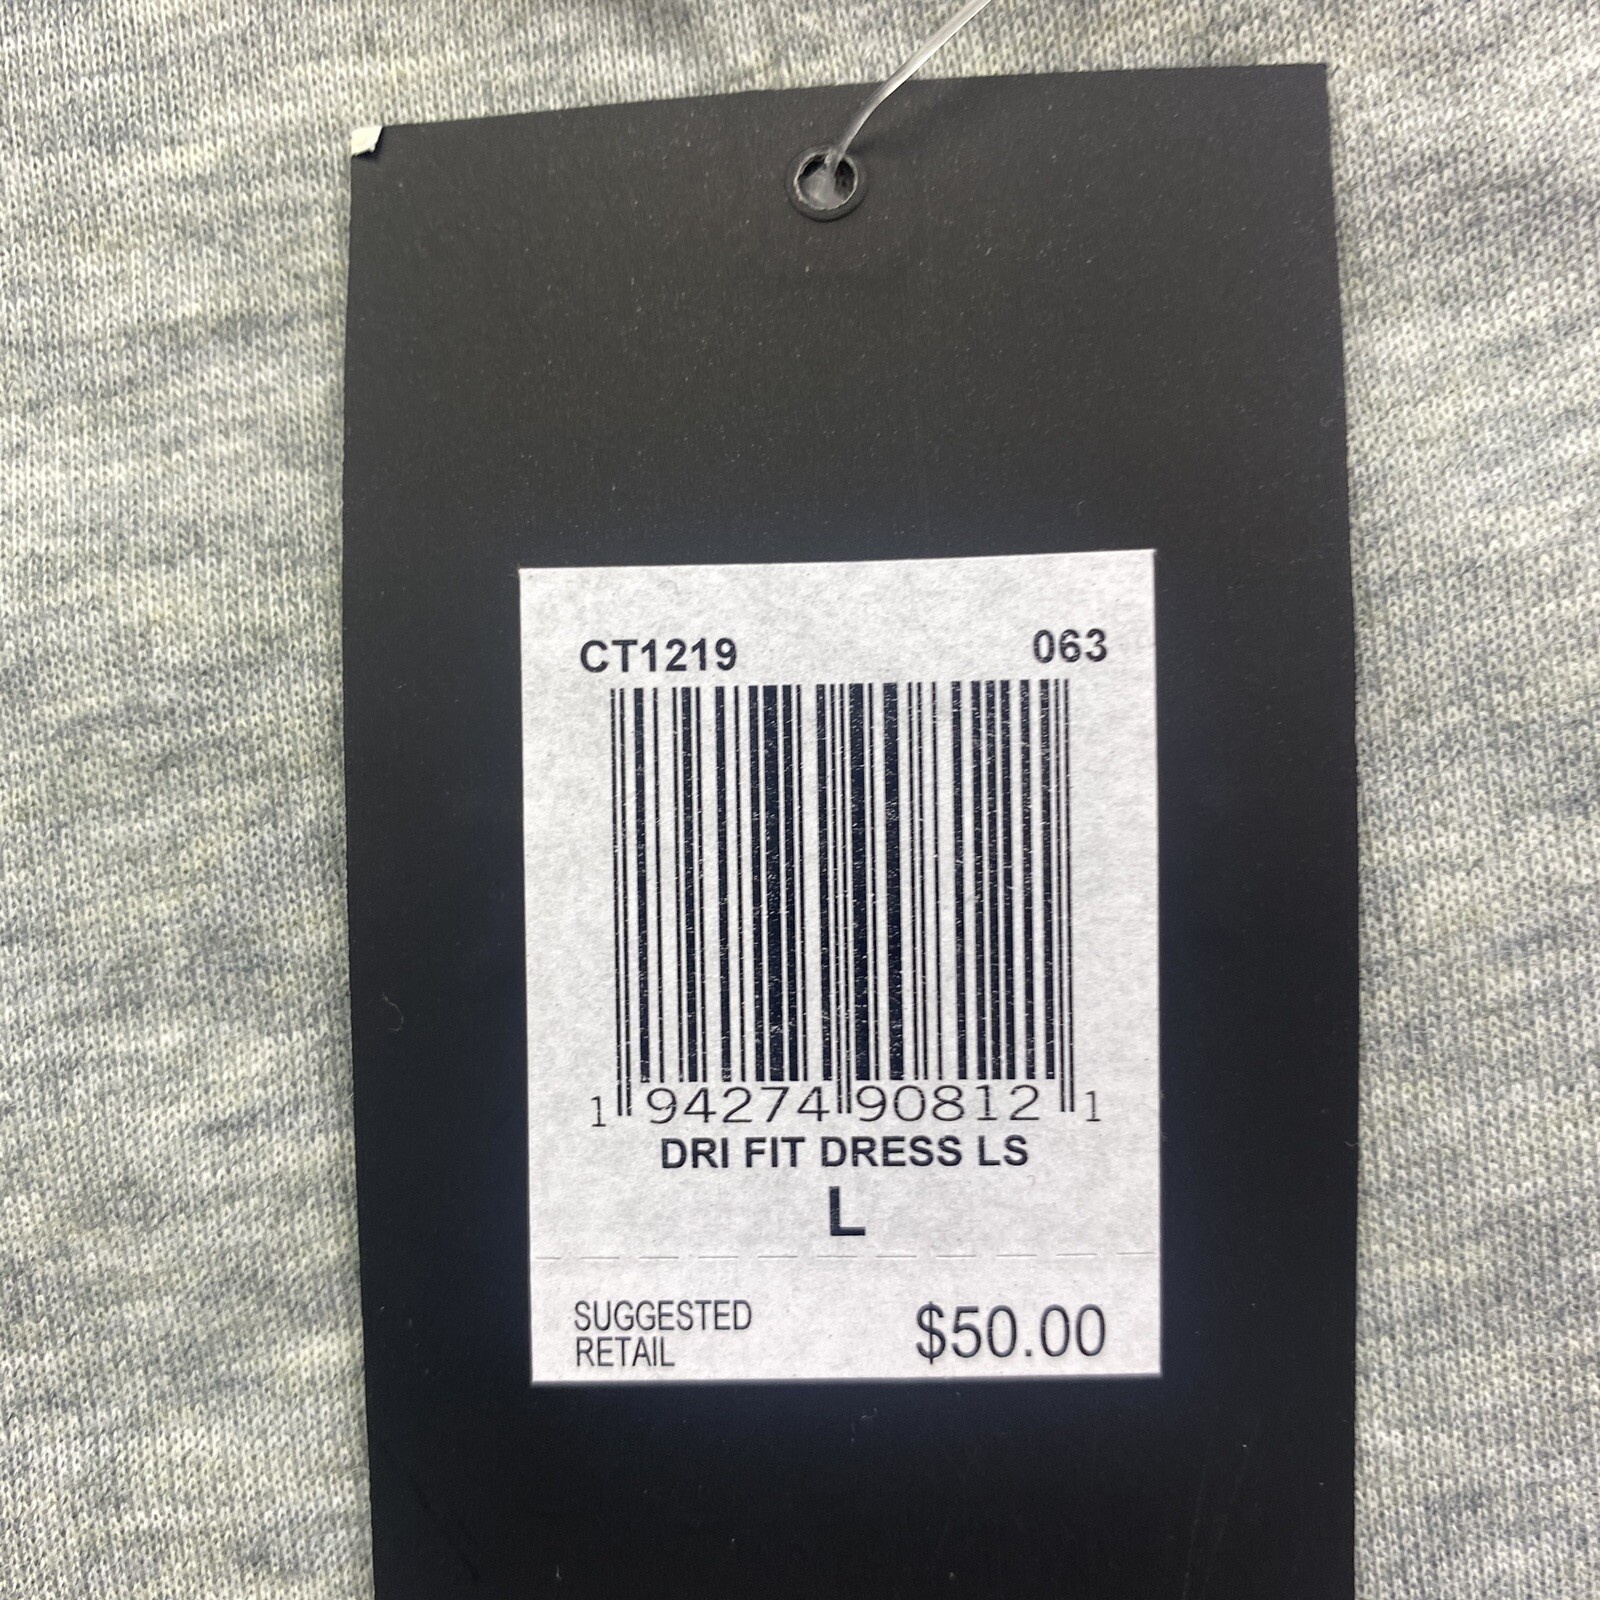 CT1219 063
1 94274 90812 1
DRI FIT DRESS LS
L
SUGGESTED
RETAIL $50.00